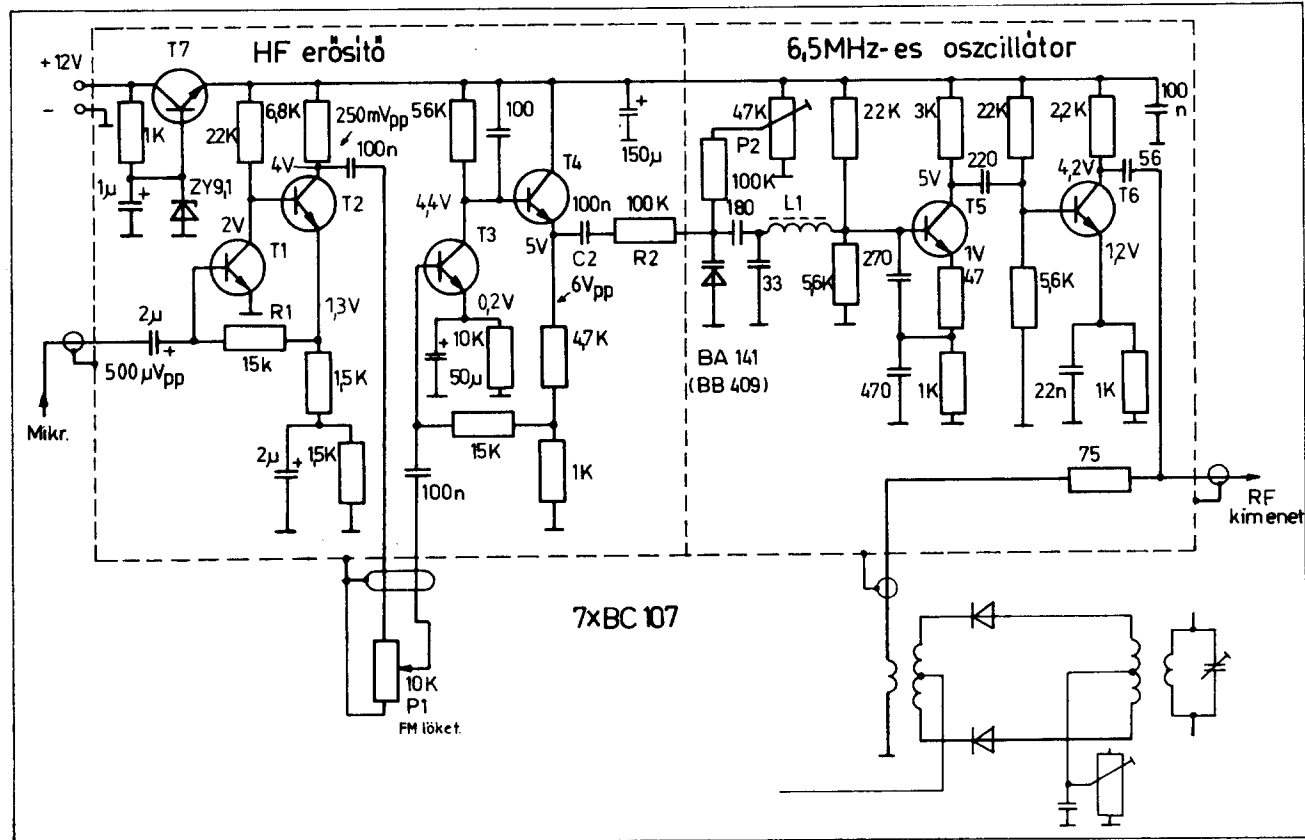 HF erősítő
6,5MHz-es oszcillátor
+12V
-
T7
1K
1µ
+
ZY9,1
22K
6,8K
250mVpp
100n
4V
T2
2V
T1
1,3V
2µ
+
500µVpp
R1
15k
Mikr.
1,5K
2µ
+
1,5K
56K
100
150µ
+
T4
4,4V
T3
5V
0,2V
100n
C2
6Vpp
100K
R2
10K
50µ
+
4,7K
15K
1K
100n
10K
P1
FM löket.
7xBC 107
47K
P2
100K
180
L1
33
BA 141
(BB 409)
22K
5,6K
270
470
3K
5V
T5
1V
47
1K
220
22K
5,6K
2,2K
4,2V
T6
56
1,2V
22n
1K
100
n
75
RF
kimenet